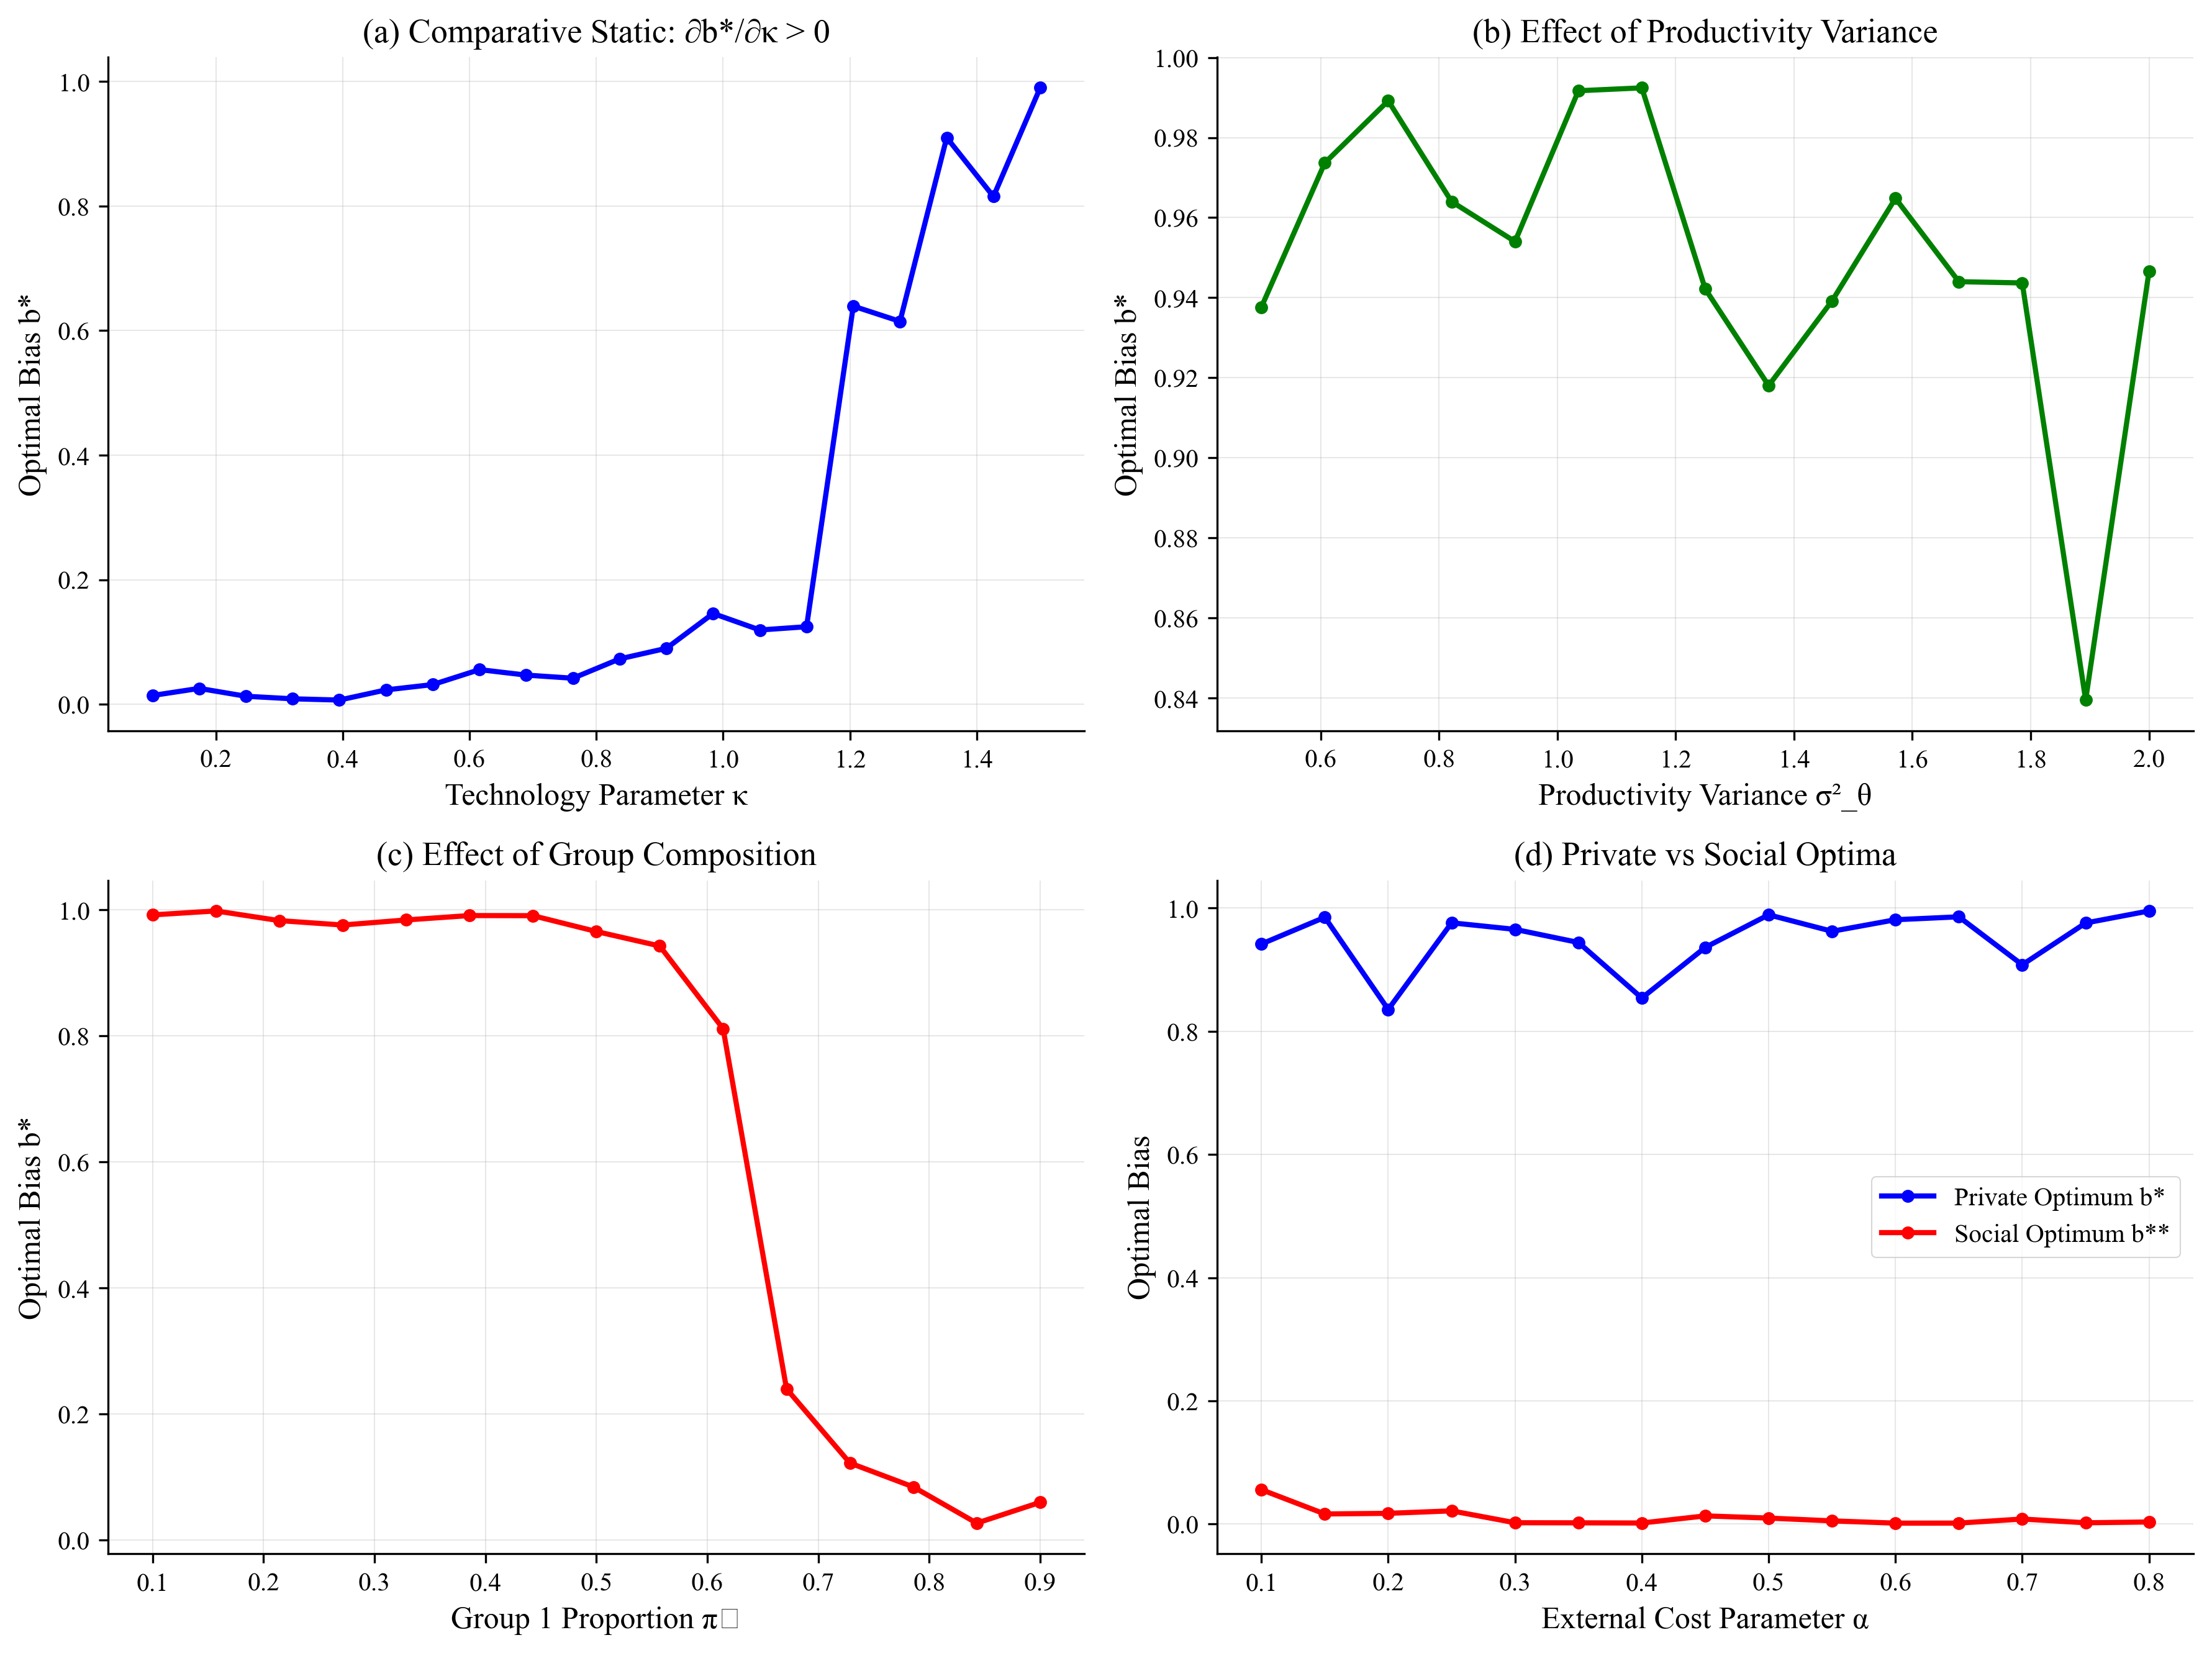 (a) Comparative Static: ∂b*/∂κ > 0
Optimal Bias b*
1.0
0.8
0.6
0.4
0.2
0.0
0.2 0.4 0.6 0.8 1.0 1.2 1.4
Technology Parameter κ
(b) Effect of Productivity Variance
Optimal Bias b*
1.00
0.98
0.96
0.94
0.92
0.90
0.88
0.86
0.84
0.6 0.8 1.0 1.2 1.4 1.6 1.8 2.0
Productivity Variance σ²_θ
(c) Effect of Group Composition
Optimal Bias b*
1.0
0.8
0.6
0.4
0.2
0.0
0.1 0.2 0.3 0.4 0.5 0.6 0.7 0.8 0.9
Group 1 Proportion π□
(d) Private vs Social Optima
Optimal Bias
1.0
0.8
0.6
0.4
0.2
0.0
Private Optimum b*
Social Optimum b**
0.1 0.2 0.3 0.4 0.5 0.6 0.7 0.8
External Cost Parameter α